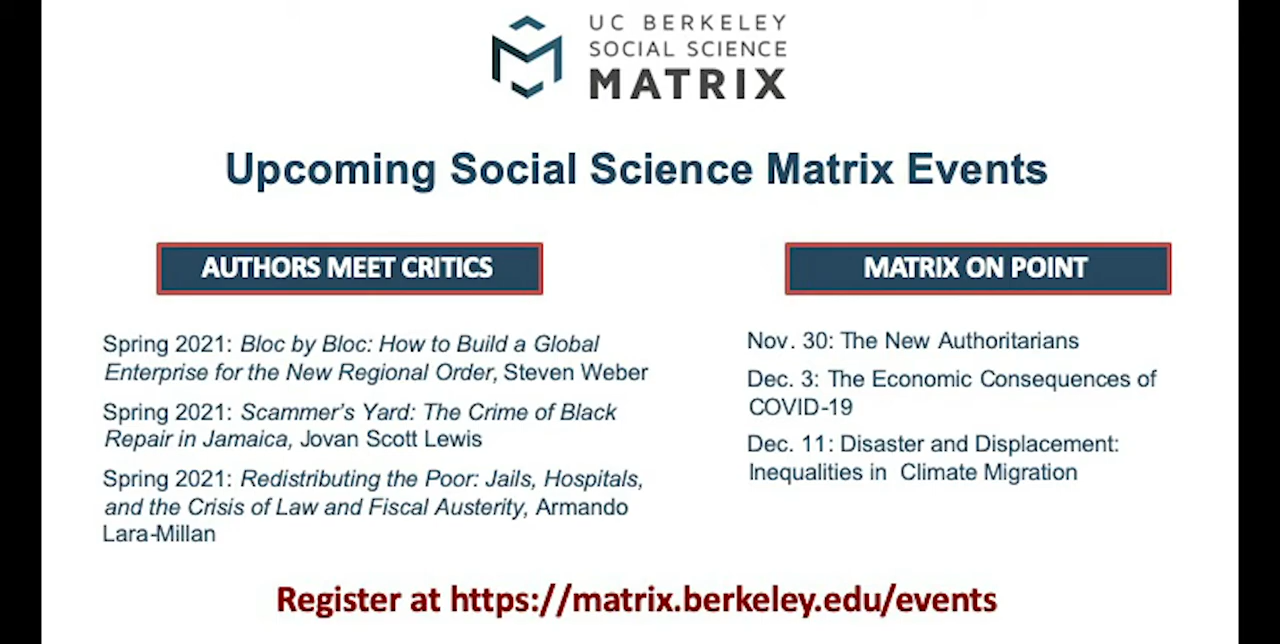 UC BERKELEY
SOCIAL SCIENCE
MATRIX
Upcoming Social Science Matrix Events
AUTHORS MEET CRITICS
Spring 2021: Bloc by Bloc: How to Build a Global
Enterprise for the New Regional Order, Steven Weber
Spring 2021: Scammer's Yard: The Crime of Black
Repair in Jamaica, Jovan Scott Lewis
Spring 2021: Redistributing the Poor: Jails, Hospitals,
and the Crisis of Law and Fiscal Austerity, Armando
Lara-Millan
MATRIX ON POINT
Nov. 30: The New Authoritarians
Dec. 3: The Economic Consequences of
COVID-19
Dec. 11: Disaster and Displacement:
Inequalities in Climate Migration
Register at https://matrix.berkeley.edu/events